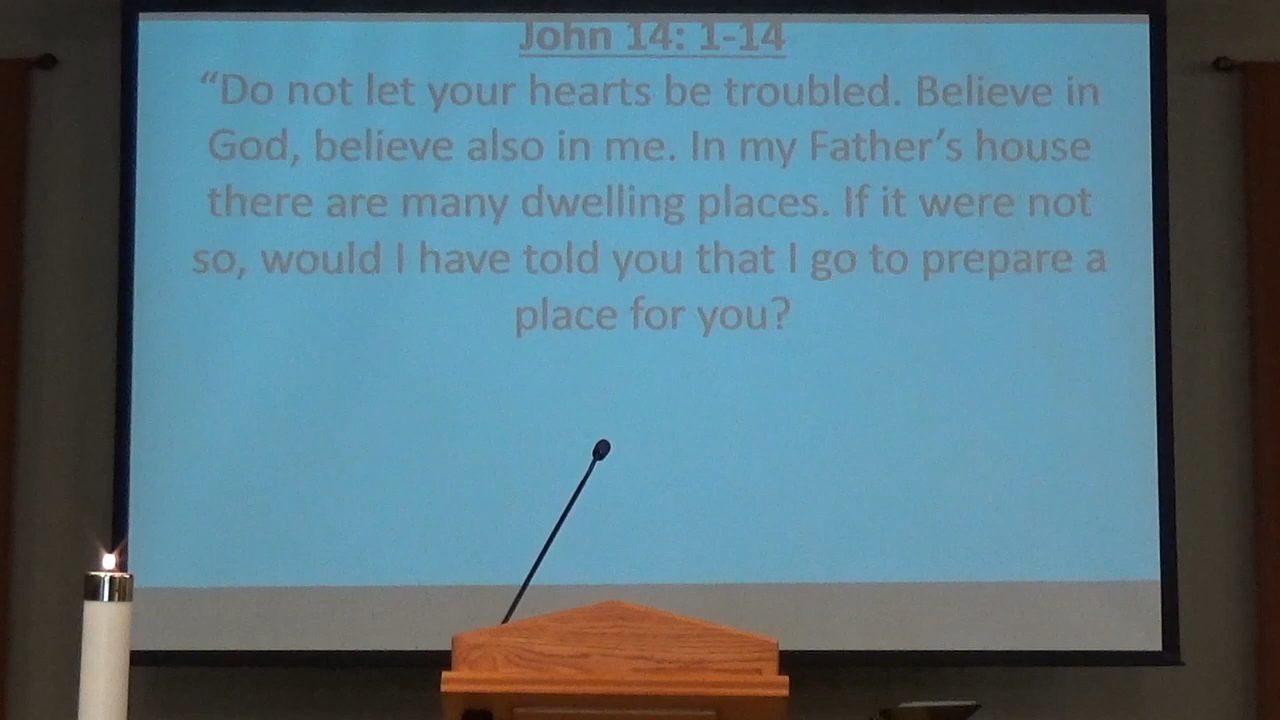 John 14: 1-14
“Do not let your hearts be troubled. Believe in
God, believe also in me. In my Father’s house
there are many dwelling places. If it were not
so, would I have told you that I go to prepare a
place for you?